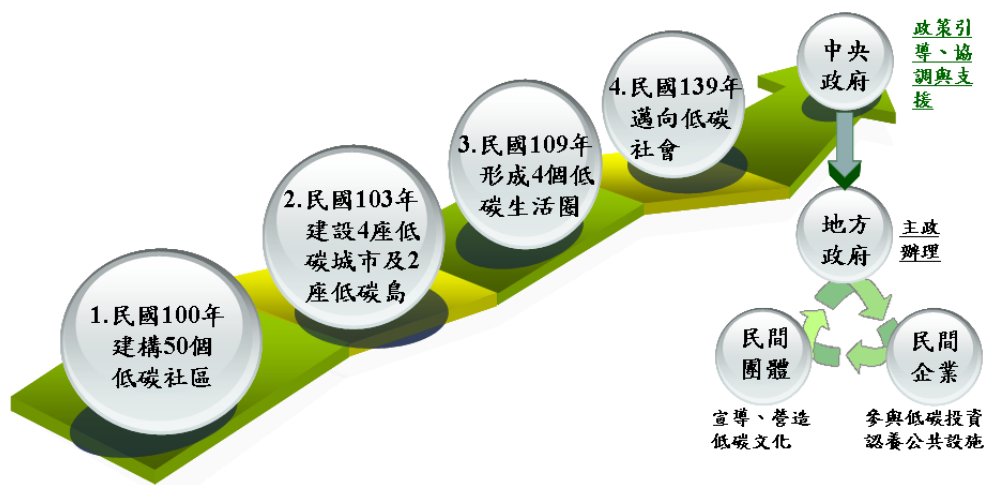 1.民國100年
建構50個
低碳社區
2.民國103年
建設4座低
碳城市及2
座低碳島
3.民國109年
形成4個低
碳生活圈
4.民國139年
邁向低碳
社會
中央
政府
政策引
導、協
調與支
援
地方
政府
主政
辦理
民間
團體
宣導、營造
低碳文化
民間
企業
參與低碳投資
認養公共設施